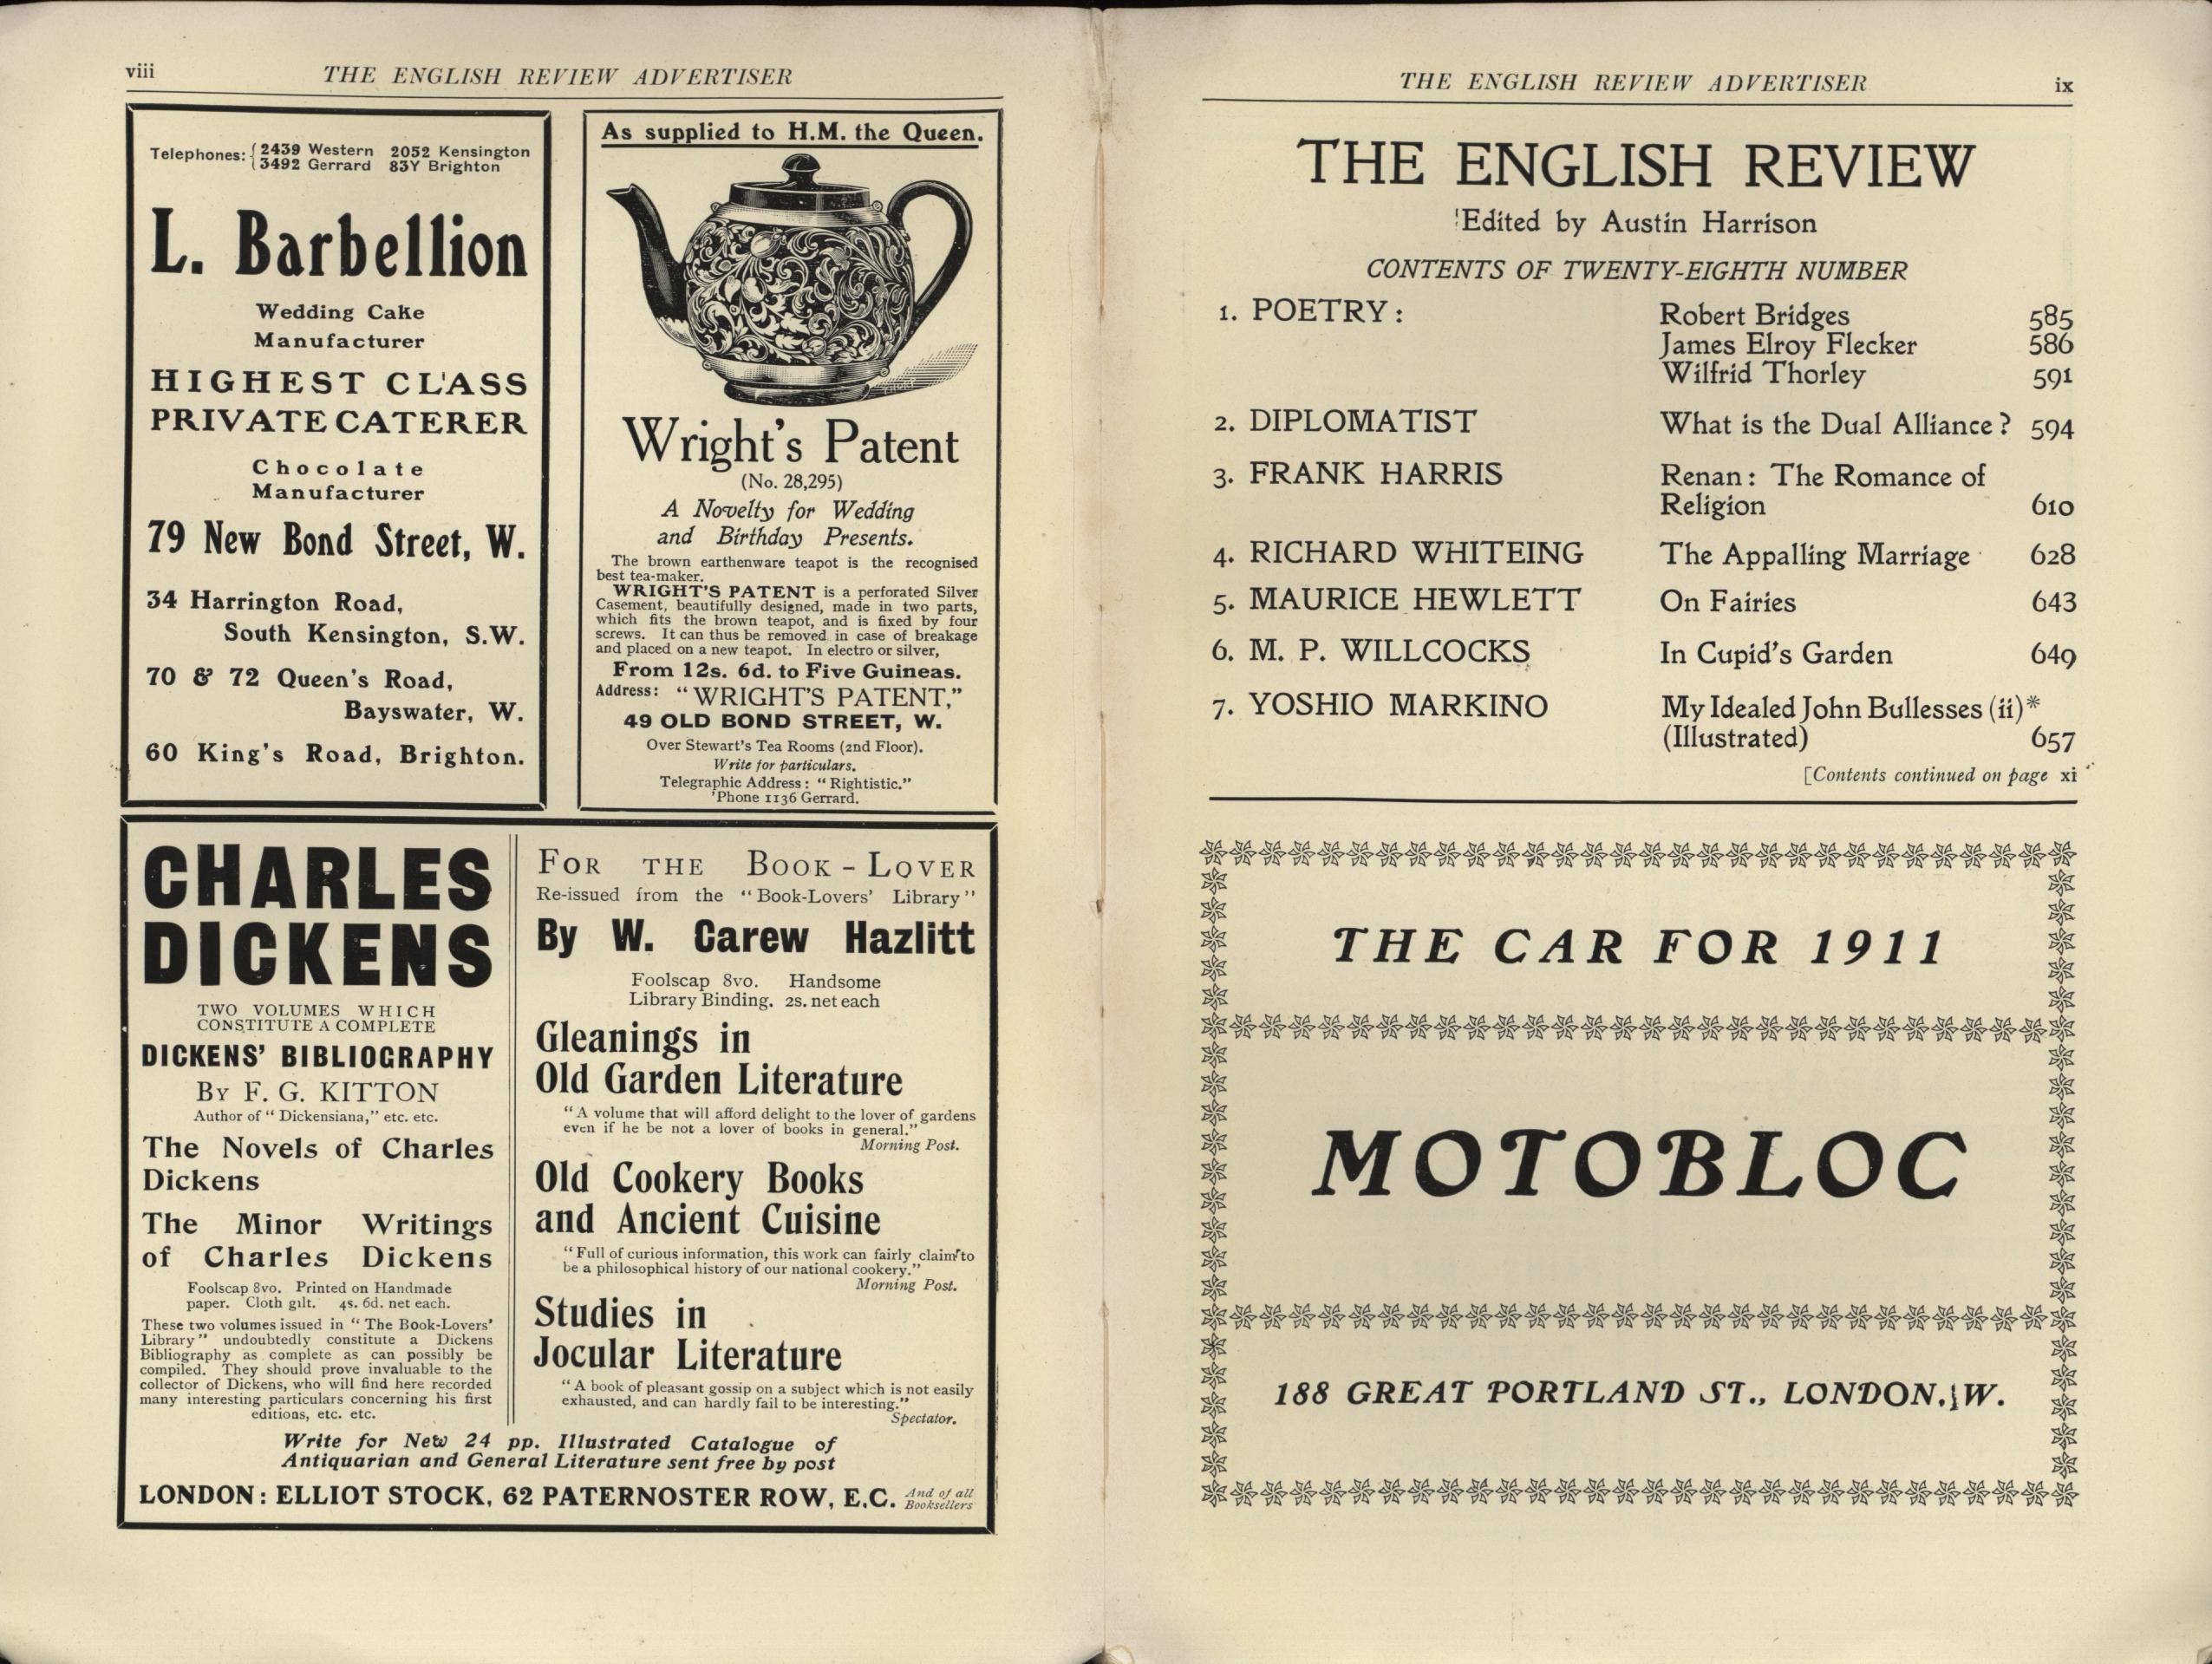 viii
THE ENGLISH REVIEW ADVERTISER
Telephones: { 2439 Western 2052 Kensington
3492 Gerrard 83Y Brighton
L. Barbellion
Wedding Cake
Manufacturer
HIGHEST CLASS
PRIVATE CATERER
Chocolate
Manufacturer
79 New Bond Street, W.
34 Harrington Road,
South Kensington, S.W.
70 & 72 Queen's Road,
Bayswater, W.
60 King's Road, Brighton.
As supplied to H.M. the Queen.
Wright's Patent
(No. 28,295)
A Novelty for Wedding
and Birthday Presents.
The brown earthenware teapot is the recognised
best tea-maker.
WRIGHT'S PATENT is a perforated Silver
Casement, beautifully designed, made in two parts,
which fits the brown teapot, and is fixed by four
screws. It can thus be removed in case of breakage
and placed on a new teapot. In electro or silver,
From 12s. 6d. to Five Guineas.
Address: "WRIGHT'S PATENT,"
49 OLD BOND STREET, W.
Over Stewart's Tea Rooms (2nd Floor).
Write for particulars.
Telegraphic Address: "Rightistic."
'Phone 1136 Gerrard.
CHARLES
DICKENS
TWO VOLUMES WHICH
CONSTITUTE A COMPLETE
DICKENS' BIBLIOGRAPHY
By F. G. KITTON
Author of "Dickensiana," etc. etc.
The Novels of Charles
Dickens
The Minor Writings
of Charles Dickens
Foolscap 8vo. Printed on Handmade
paper. Cloth gilt. 4s. 6d. net each.
These two volumes issued in "The Book-Lovers'
Library" undoubtedly constitute a Dickens
Bibliography as complete as can possibly be
compiled. They should prove invaluable to the
collector of Dickens, who will find here recorded
many interesting particulars concerning his first
editions, etc. etc.
For the Book-Lover
Re-issued from the "Book-Lovers' Library"
By W. Carew Hazlitt
Foolscap 8vo. Handsome
Library Binding. 2s. net each
Gleanings in
Old Garden Literature
"A volume that will afford delight to the lover of gardens
even if he be not a lover of books in general."
Morning Post.
Old Cookery Books
and Ancient Cuisine
"Full of curious information, this work can fairly claim to
be a philosophical history of our national cookery."
Morning Post.
Studies in
Jocular Literature
"A book of pleasant gossip on a subject which is not easily
exhausted, and can hardly fail to be interesting."
Spectator.
Write for New 24 pp. Illustrated Catalogue of
Antiquarian and General Literature sent free by post
LONDON: ELLIOT STOCK, 62 PATERNOSTER ROW, E.C. And of all
Booksellers
THE ENGLISH REVIEW ADVERTISER
ix
THE ENGLISH REVIEW
Edited by Austin Harrison
CONTENTS OF TWENTY-EIGHTH NUMBER
1. POETRY: Robert Bridges 585
James Elroy Flecker 586
Wilfrid Thorley 591
2. DIPLOMATIST What is the Dual Alliance? 594
3. FRANK HARRIS Renan: The Romance of
Religion 610
4. RICHARD WHITEING The Appalling Marriage 628
5. MAURICE HEWLETT On Fairies 643
6. M. P. WILLCOCKS In Cupid's Garden 649
7. YOSHIO MARKINO My Idealed John Bullesses (ii)*
(Illustrated) 657
[Contents continued on page xi
THE CAR FOR 1911
MOTOBLOC
188 GREAT PORTLAND ST., LONDON, W.